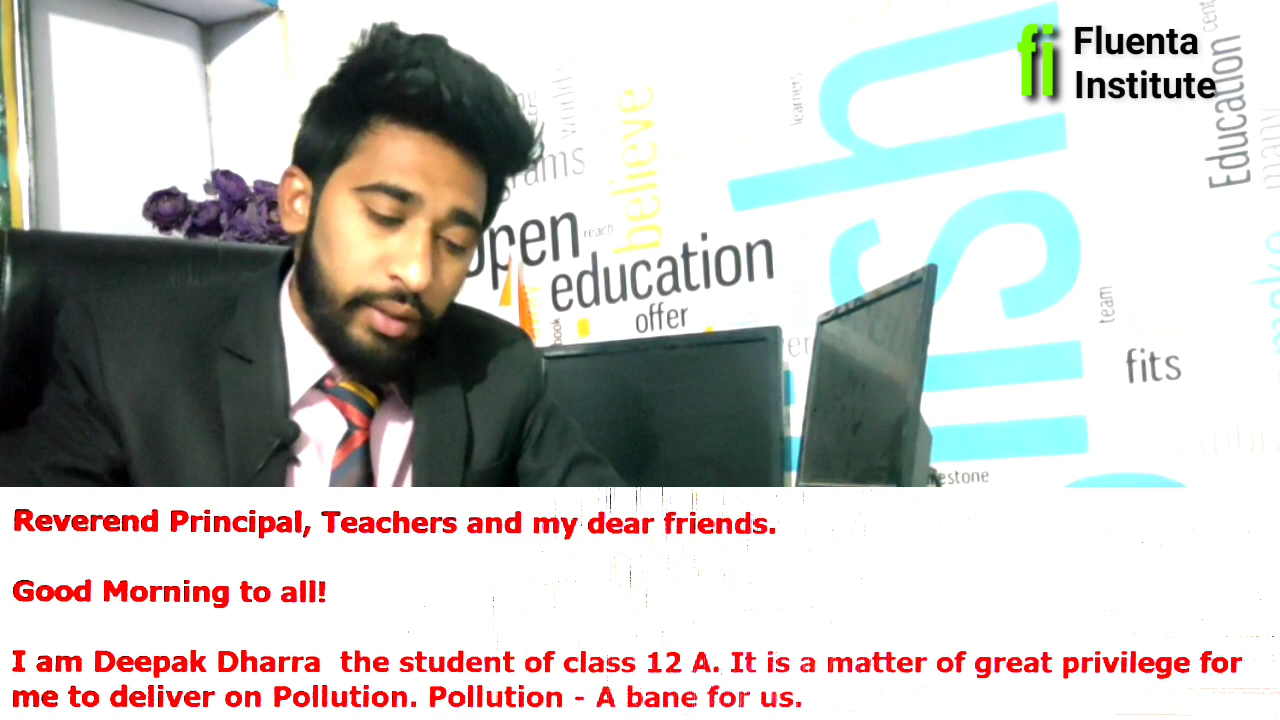 Fluenta
Institute
Education
believe
grams
open
reach
education
offer
learners
team
fits
Reverend Principal, Teachers and my dear friends.
Good Morning to all!
I am Deepak Dharra the student of class 12 A. It is a matter of great privilege for
me to deliver on Pollution. Pollution - A bane for us.